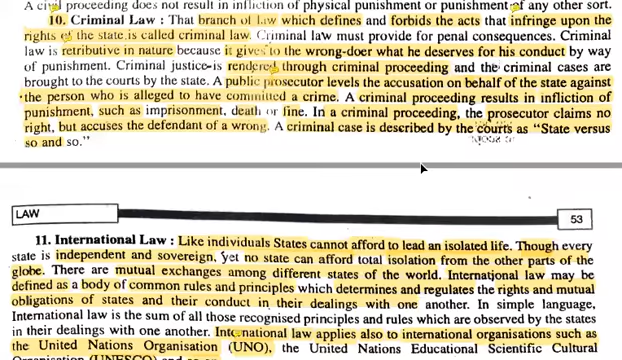 A civil proceeding does not result in infliction of physical punishment or punishment of any other sort.
10. Criminal Law : That branch of law which defines and forbids the acts that infringe upon the
rights of the state is called criminal law. Criminal law must provide for penal consequences. Criminal
law is retributive in nature because it gives to the wrong-doer what he deserves for his conduct by way
of punishment. Criminal justice is rendered through criminal proceeding and the criminal cases are
brought to the courts by the state. A public prosecutor levels the accusation on behalf of the state against
the person who is alleged to have committed a crime. A criminal proceeding results in infliction of
punishment, such as imprisonment, death or fine. In a criminal proceeding, the prosecutor claims no
right, but accuses the defendant of a wrong. A criminal case is described by the courts as “State versus
so and so.”
LAW
53
11. International Law : Like individuals States cannot afford to lead an isolated life. Though every
state is independent and sovereign, yet no state can afford total isolation from the other parts of the
globe. There are mutual exchanges among different states of the world. International law may be
defined as a body of common rules and principles which determines and regulates the rights and mutual
obligations of states and their conduct in their dealings with one another. In simple language,
International law is the sum of all those recognised principles and rules which are observed by the states
in their dealings with one another. International law applies also to international organisations such as
the United Nations Organisation (UNO), the United Nations Educational Scientific Cultural
Organisation (UNESCO) and